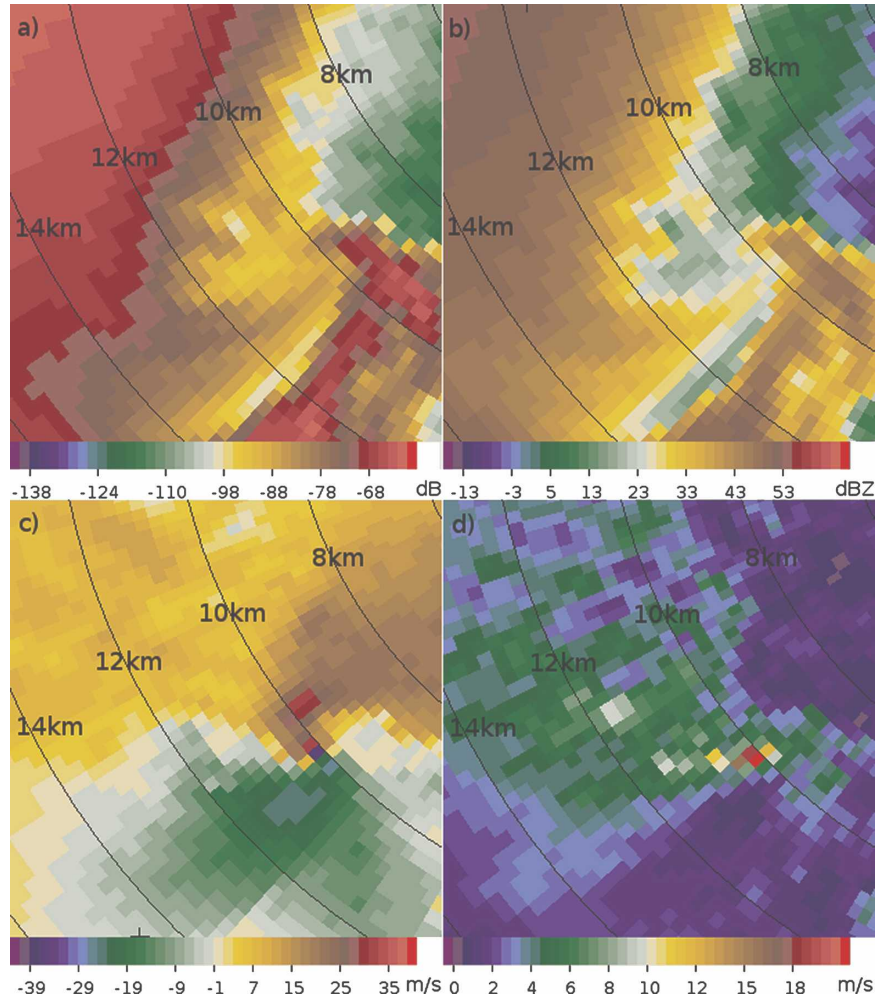 a)
8km
10km
12km
14km
-138 -124 -110 -98 -88 -78 -68 dB
b)
8km
10km
12km
14km
-13 -3 5 13 23 33 43 53 dBZ
c)
8km
10km
12km
14km
-39 -29 -19 -9 -1 7 15 25 35 m/s
d)
8km
10km
12km
14km
0 2 4 6 8 10 12 15 18 m/s